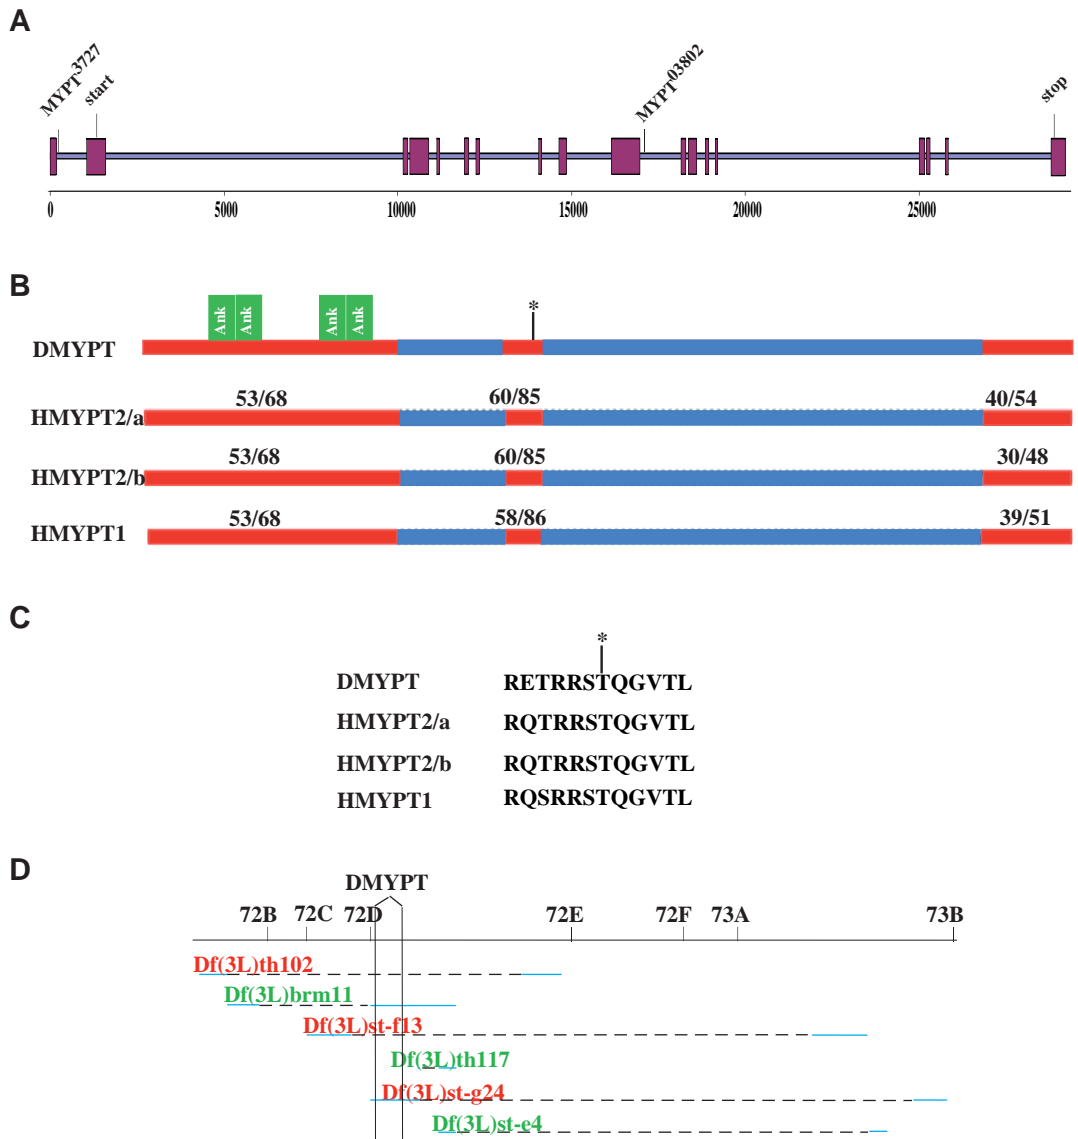 A
MYPT3727
start
MYPT03802
stop
0 5000 10000 15000 20000 25000
B
Ank Ank Ank Ank
*
DMYPT
53/68 60/85 40/54
HMYPT2/a
53/68 60/85 30/48
HMYPT2/b
53/68 58/86 39/51
HMYPT1
C
*
DMYPT RETRRSTQGVTL
HMYPT2/a RQTRRSTQGVTL
HMYPT2/b RQTRRSTQGVTL
HMYPT1 RQSRRSTQGVTL
D
DMYPT
72B 72C 72D 72E 72F 73A 73B
Df(3L)th102
Df(3L)brm11
Df(3L)st-f13
Df(3L)th117
Df(3L)st-g24
Df(3L)st-e4